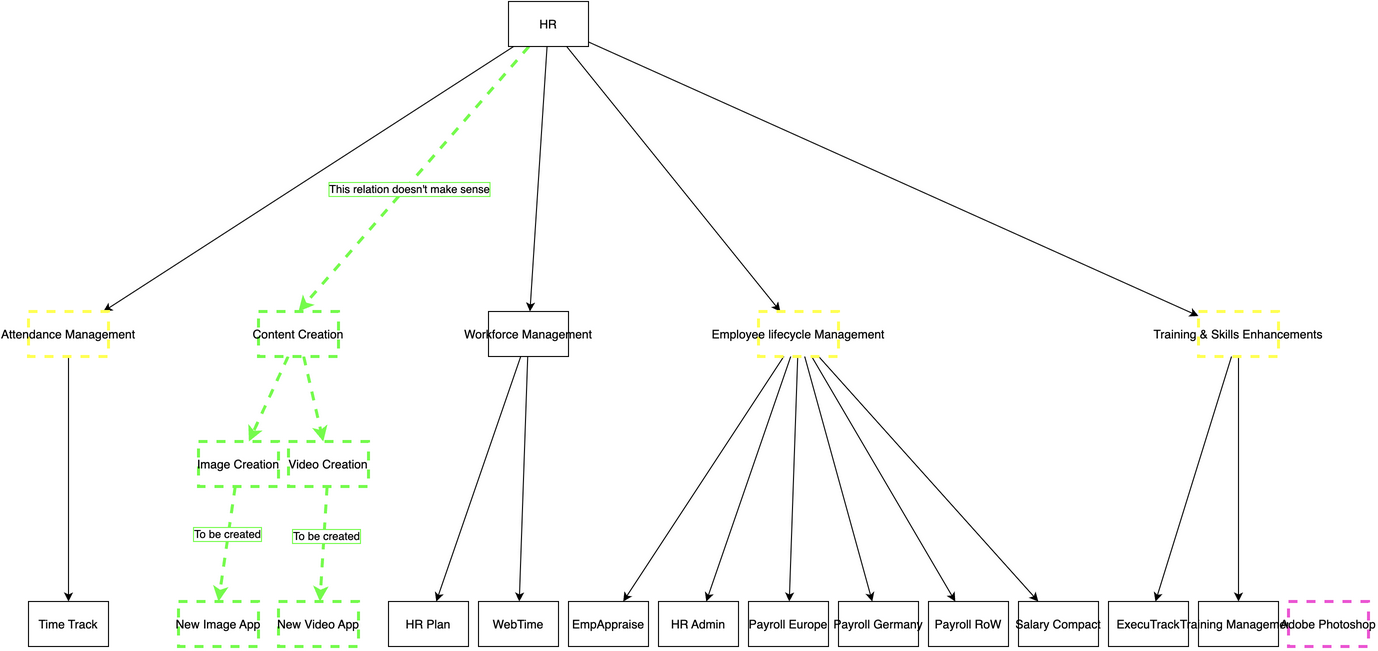 HR
This relation doesn't make sense
Attendance Management
Content Creation
Workforce Management
Employee lifecycle Management
Training & Skills Enhancements
Image Creation
Video Creation
To be created
To be created
Time Track
New Image App
New Video App
HR Plan
WebTime
EmpAppraise
HR Admin
Payroll Europe
Payroll Germany
Payroll RoW
Salary Compact
ExecuTrack
Training Management
Adobe Photoshop